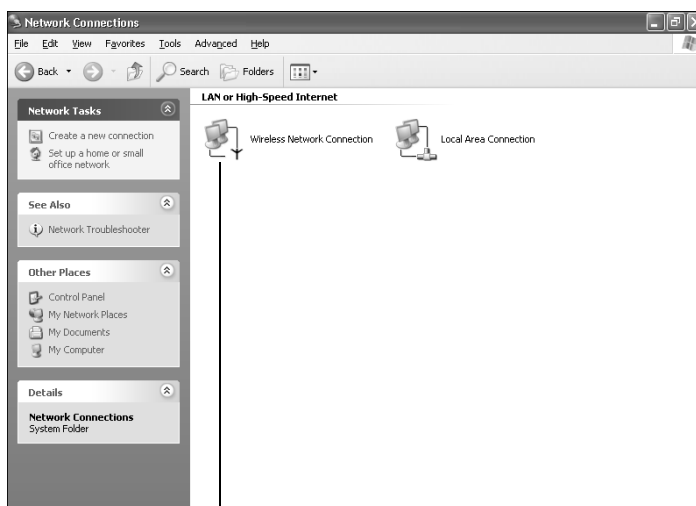 Network Connections
File Edit View Favorites Tools Advanced Help
Back Search Folders
LAN or High-Speed Internet
Network Tasks
Create a new connection
Set up a home or small
office network
Wireless Network Connection
Local Area Connection
See Also
Network Troubleshooter
Other Places
Control Panel
My Network Places
My Documents
My Computer
Details
Network Connections
System Folder